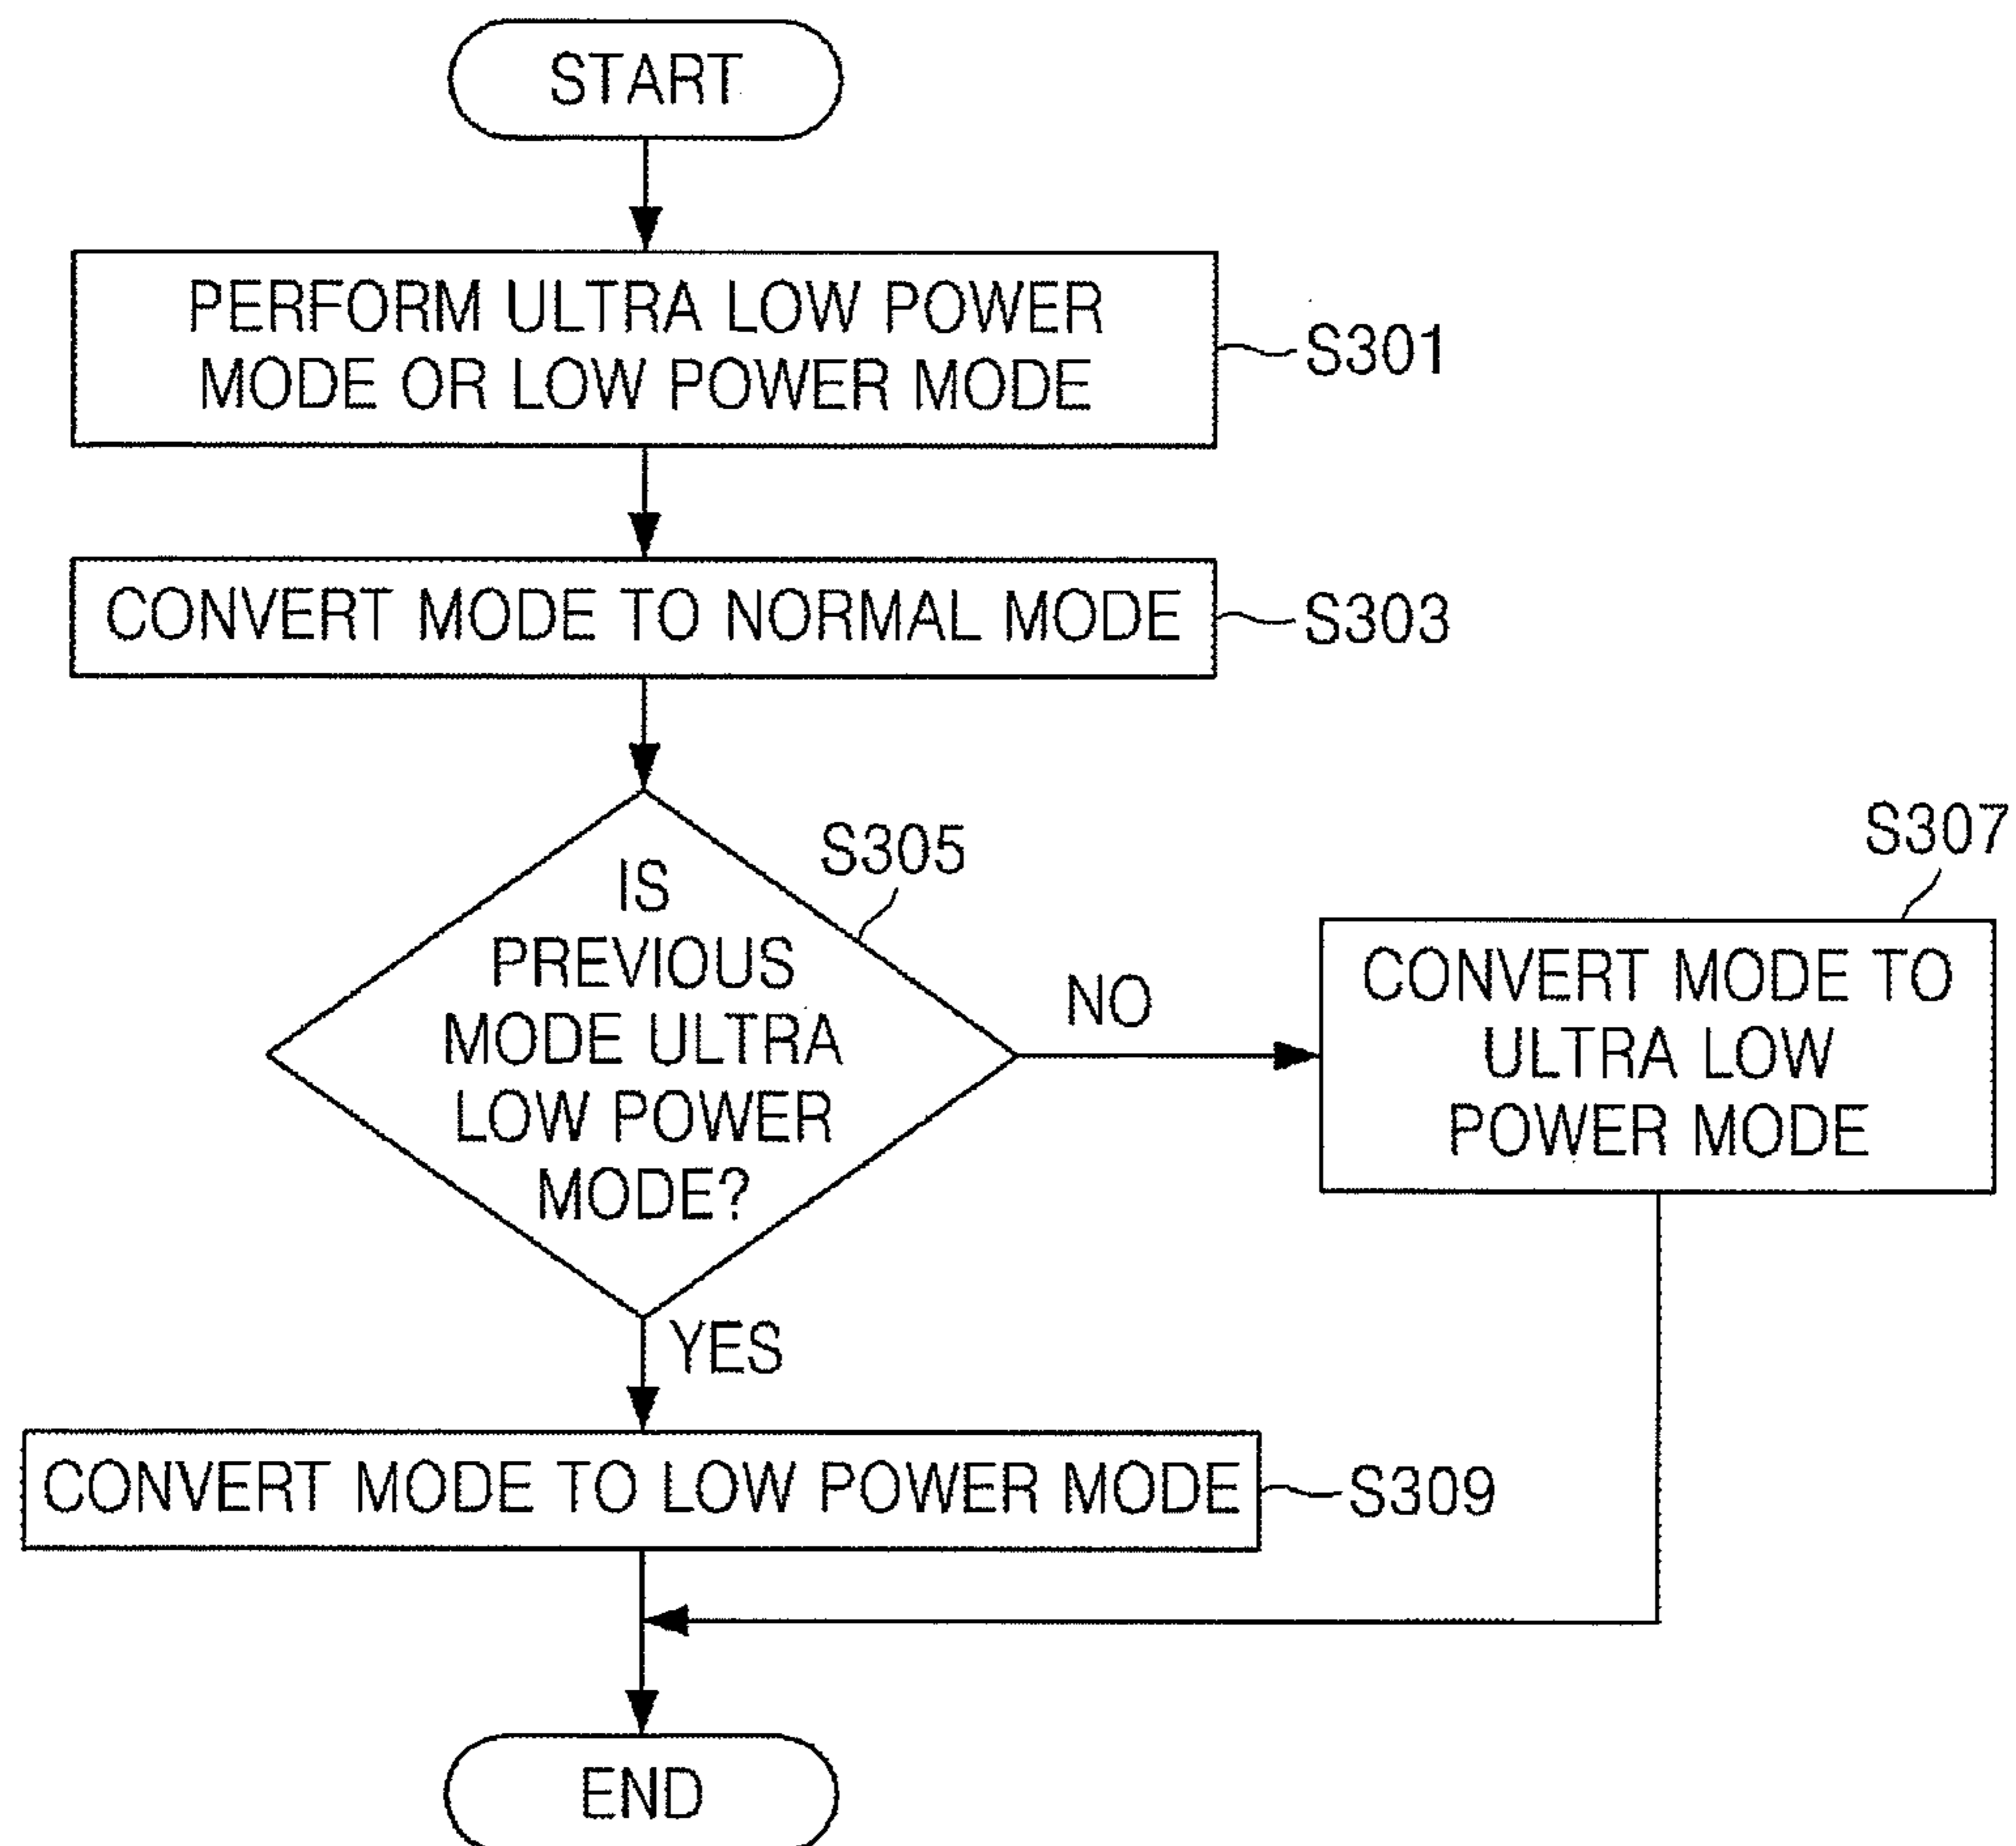 START
PERFORM ULTRA LOW POWER
MODE OR LOW POWER MODE
S301
CONVERT MODE TO NORMAL MODE
S303
IS
PREVIOUS
MODE ULTRA
LOW POWER
MODE?
S305
NO
S307
CONVERT MODE TO
ULTRA LOW
POWER MODE
YES
CONVERT MODE TO LOW POWER MODE
S309
END